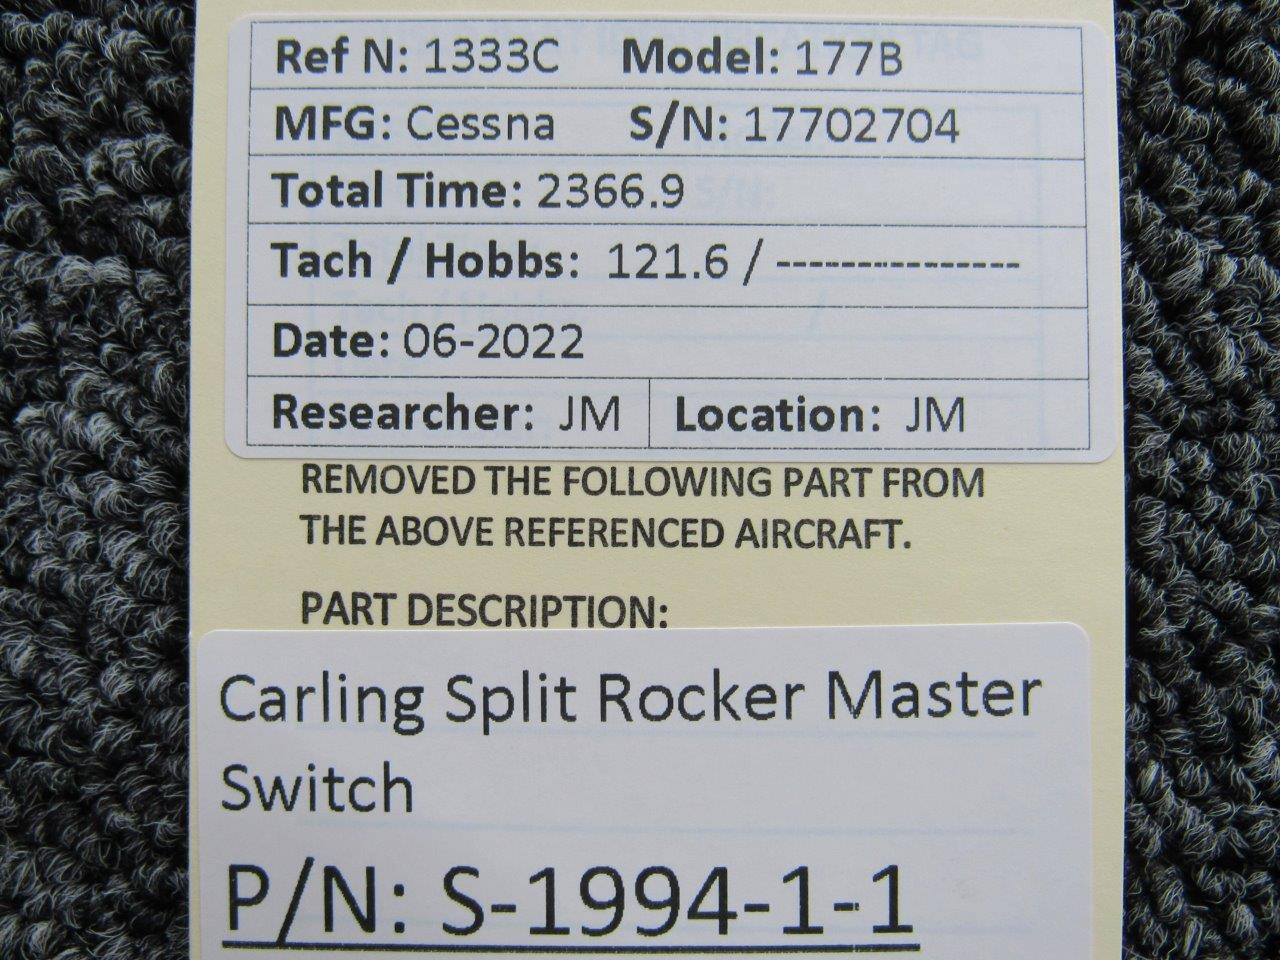 Ref N: 1333C Model: 177B
MFG: Cessna S/N: 17702704
Total Time: 2366.9
Tach / Hobbs: 121.6 / ---------------
Date: 06-2022
Researcher: JM Location: JM
REMOVED THE FOLLOWING PART FROM
THE ABOVE REFERENCED AIRCRAFT.
PART DESCRIPTION:
Carling Split Rocker Master
Switch
P/N: S-1994-1-1